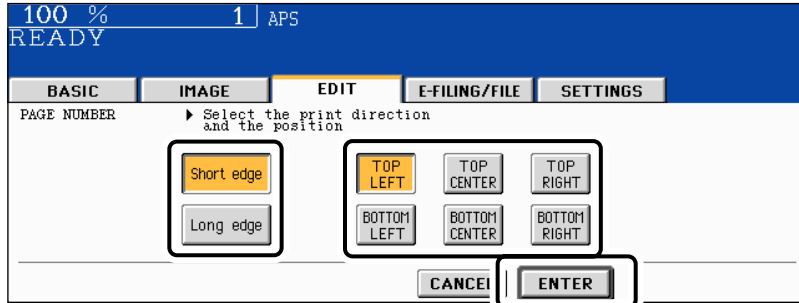 100 % 1 APS
READY
BASIC IMAGE EDIT E-FILING/FILE SETTINGS
PAGE NUMBER Select the print direction
and the position
Short edge TOP LEFT TOP CENTER TOP RIGHT
Long edge BOTTOM LEFT BOTTOM CENTER BOTTOM RIGHT
CANCEL ENTER